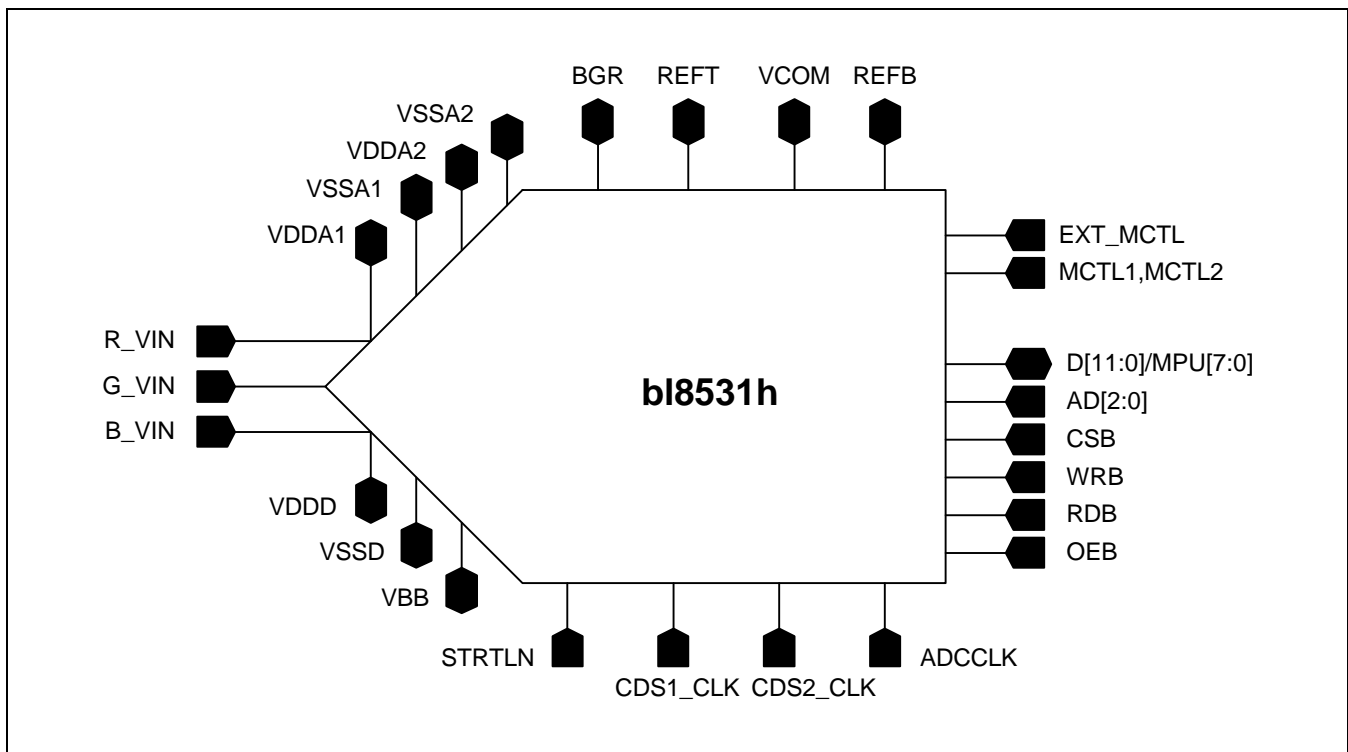 BGR REFT VCOM REFB
VSSA2
VDDA2
VSSA1
VDDA1
EXT_MCTL
MCTL1,MCTL2
R_VIN
G_VIN
B_VIN
bl8531h
D[11:0]/MPU[7:0]
AD[2:0]
CSB
WRB
RDB
OEB
VDDD
VSSD
VBB
STRTLN
CDS1_CLK CDS2_CLK
ADCCLK